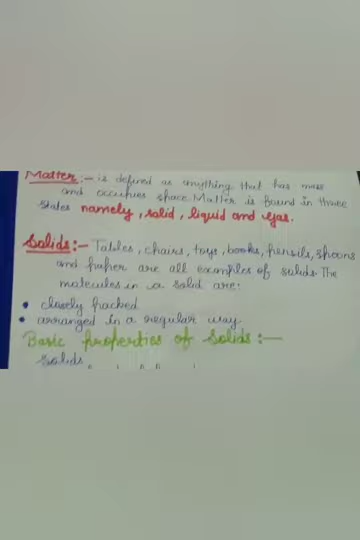 Matter:- is defined as anything that has mass
and occupies space. Matter is found in three
states namely, solid, liquid and gas.
Solids:- Tables, chairs, toys, books, pencils, spoons
and paper are all examples of solids. The
molecules in a solid are:
• closely packed
• arranged in a regular way.
Basic properties of Solids:-
Solids